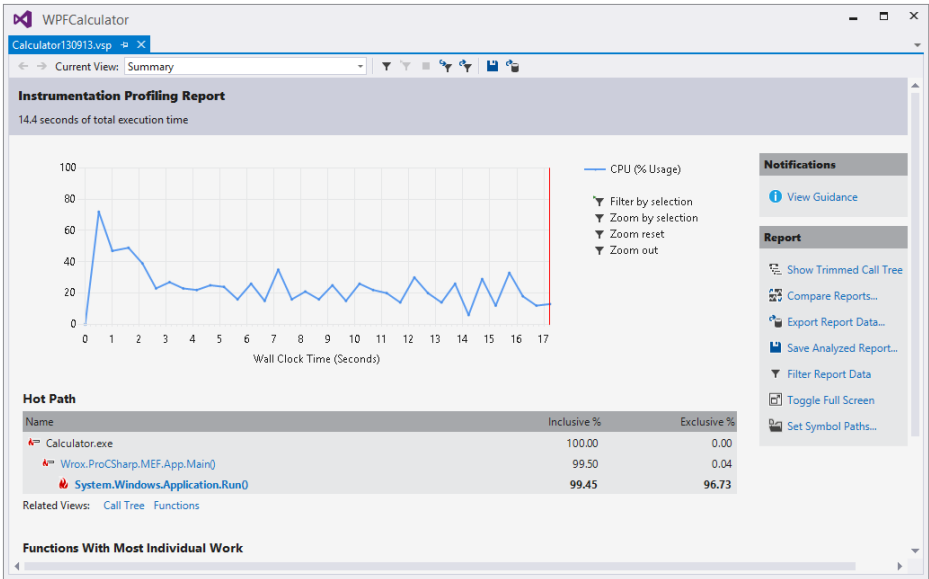 WPFCalculator
Calculator130913.vsp
Current View: Summary
Instrumentation Profiling Report
14.4 seconds of total execution time
100
80
60
40
20
0
0 1 2 3 4 5 6 7 8 9 10 11 12 13 14 15 16 17
Wall Clock Time (Seconds)
CPU (% Usage)
Filter by selection
Zoom by selection
Zoom reset
Zoom out
Notifications
View Guidance
Report
Show Trimmed Call Tree
Compare Reports...
Export Report Data...
Save Analyzed Report...
Filter Report Data
Toggle Full Screen
Set Symbol Paths...
Hot Path
Name Inclusive % Exclusive %
Calculator.exe 100.00 0.00
Wrox.ProCSharp.MEF.App.Main() 99.50 0.04
System.Windows.Application.Run() 99.45 96.73
Related Views: Call Tree Functions
Functions With Most Individual Work